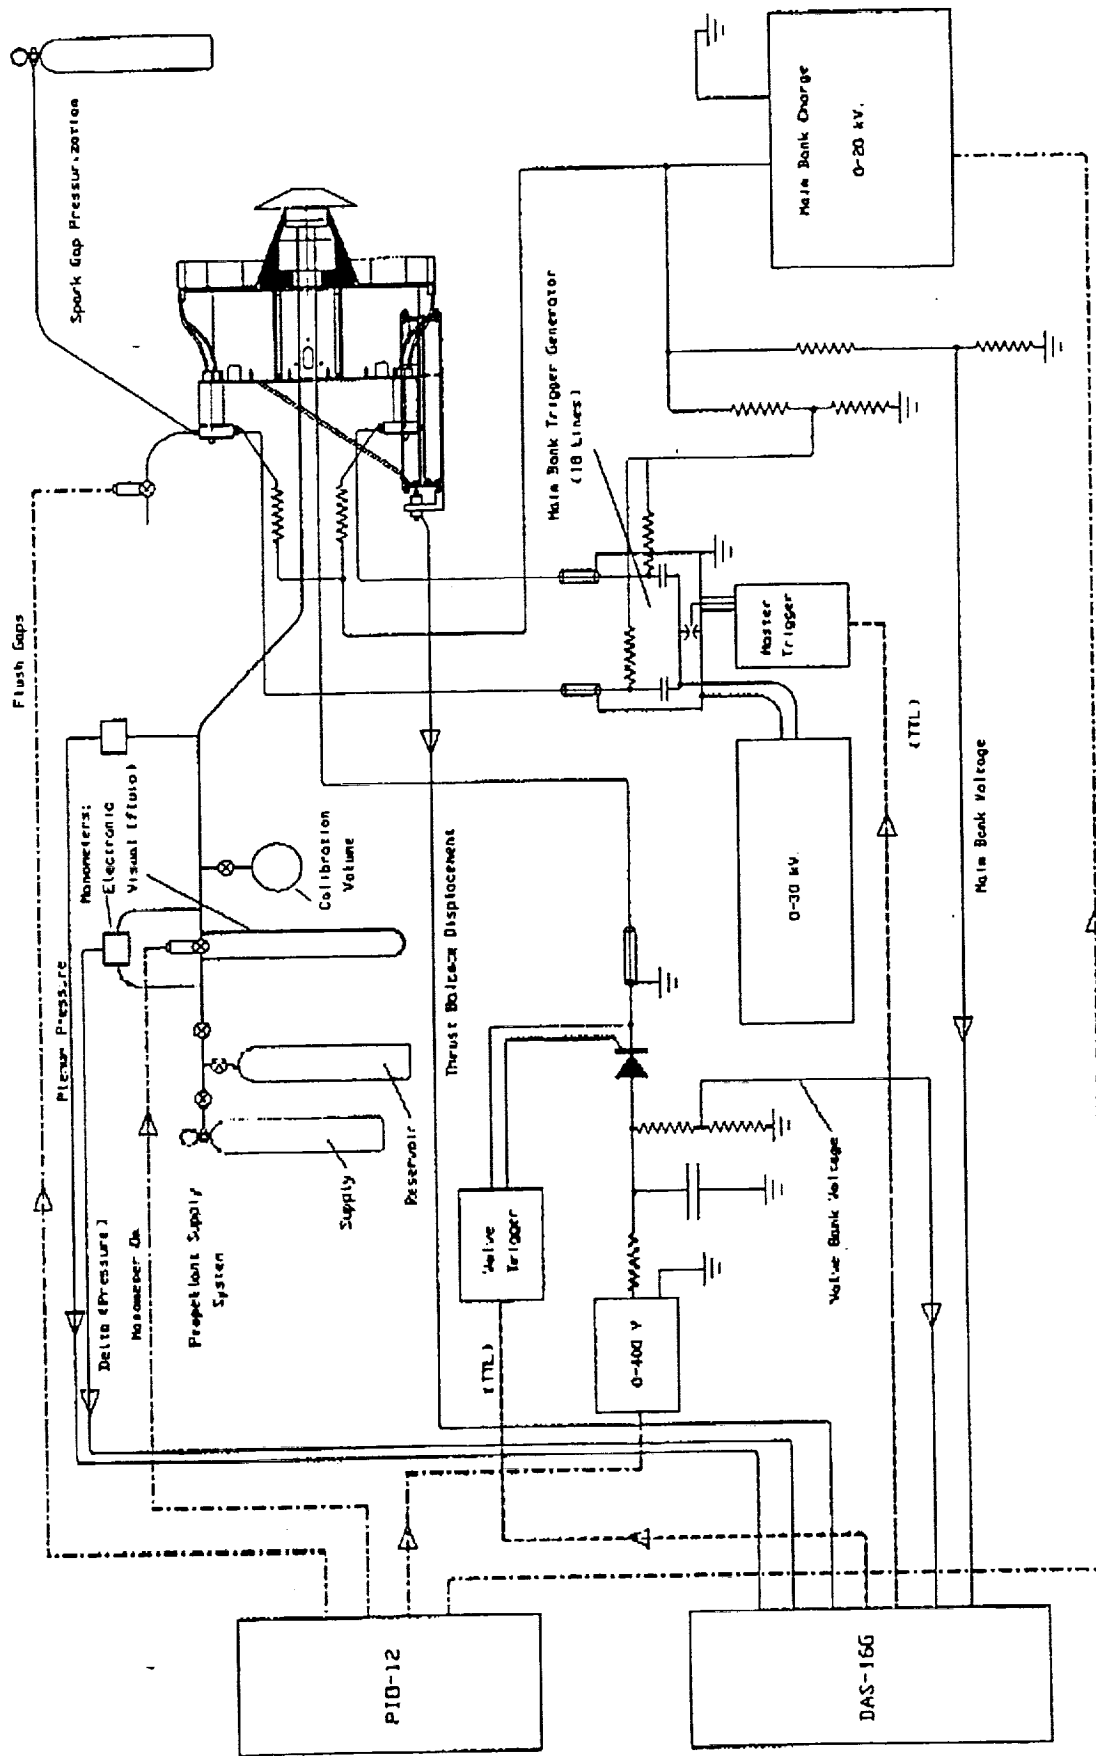 Spark Gap Pressurization
Flush Gaps
Plenum Pressure
Delta (Pressure)
Manometer On
Manometers:
Electronic
Visual (fluid)
Calibration
Volume
Propellant Supply
System
Supply
Reservoir
Thrust Balance Displacement
Main Bank Trigger Generator
(18 Lines)
Main Bank Charge
0-20 kV.
Master
Trigger
(TTL)
0-30 kV.
Main Bank Voltage
Valve
Trigger
(TTL)
0-400 V
Valve Bank Voltage
PIO-12
DAS-16G